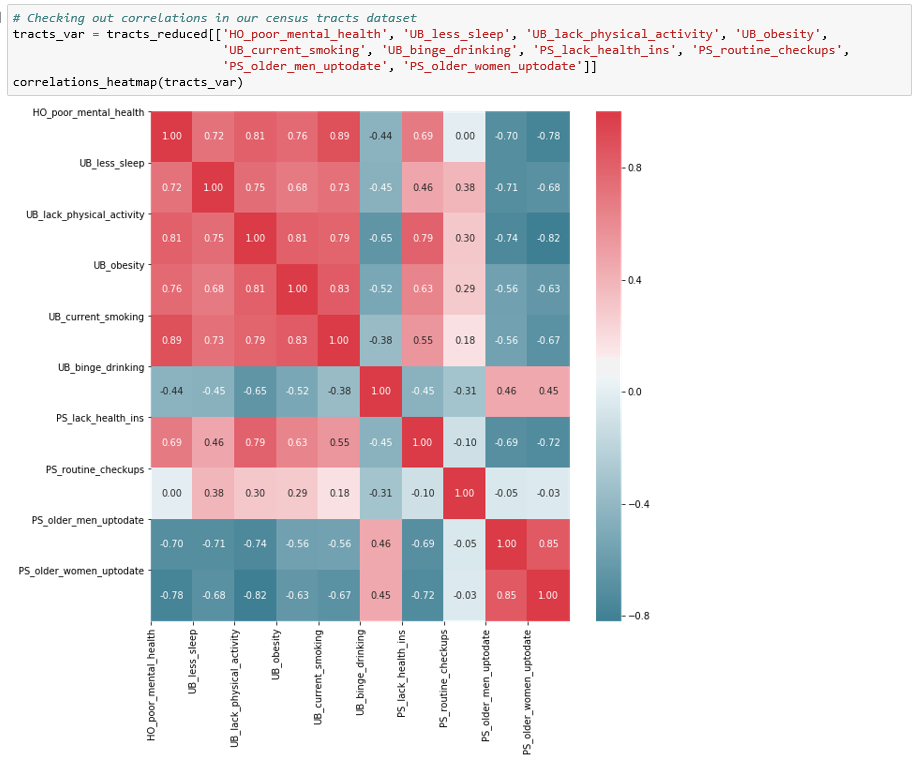 # Checking out correlations in our census tracts dataset
tracts_var = tracts_reduced[['HO_poor_mental_health', 'UB_less_sleep', 'UB_lack_physical_activity', 'UB_obesity',
'UB_current_smoking', 'UB_binge_drinking', 'PS_lack_health_ins', 'PS_routine_checkups',
'PS_older_men_uptodate', 'PS_older_women_uptodate']]
correlations_heatmap(tracts_var)
HO_poor_mental_health
1.00 0.72 0.81 0.76 0.89 -0.44 0.69 0.00 -0.70 -0.78
UB_less_sleep
0.72 1.00 0.75 0.68 0.73 -0.45 0.46 0.38 -0.71 -0.68
UB_lack_physical_activity
0.81 0.75 1.00 0.81 0.79 -0.65 0.79 0.30 -0.74 -0.82
UB_obesity
0.76 0.68 0.81 1.00 0.83 -0.52 0.63 0.29 -0.56 -0.63
UB_current_smoking
0.89 0.73 0.79 0.83 1.00 -0.38 0.55 0.18 -0.56 -0.67
UB_binge_drinking
-0.44 -0.45 -0.65 -0.52 -0.38 1.00 -0.45 -0.31 0.46 0.45
PS_lack_health_ins
0.69 0.46 0.79 0.63 0.55 -0.45 1.00 -0.10 -0.69 -0.72
PS_routine_checkups
0.00 0.38 0.30 0.29 0.18 -0.31 -0.10 1.00 -0.05 -0.03
PS_older_men_uptodate
-0.70 -0.71 -0.74 -0.56 -0.56 0.46 -0.69 -0.05 1.00 0.85
PS_older_women_uptodate
-0.78 -0.68 -0.82 -0.63 -0.67 0.45 -0.72 -0.03 0.85 1.00
HO_poor_mental_health
UB_less_sleep
UB_lack_physical_activity
UB_obesity
UB_current_smoking
UB_binge_drinking
PS_lack_health_ins
PS_routine_checkups
PS_older_men_uptodate
PS_older_women_uptodate
0.8
0.4
0.0
−0.4
−0.8